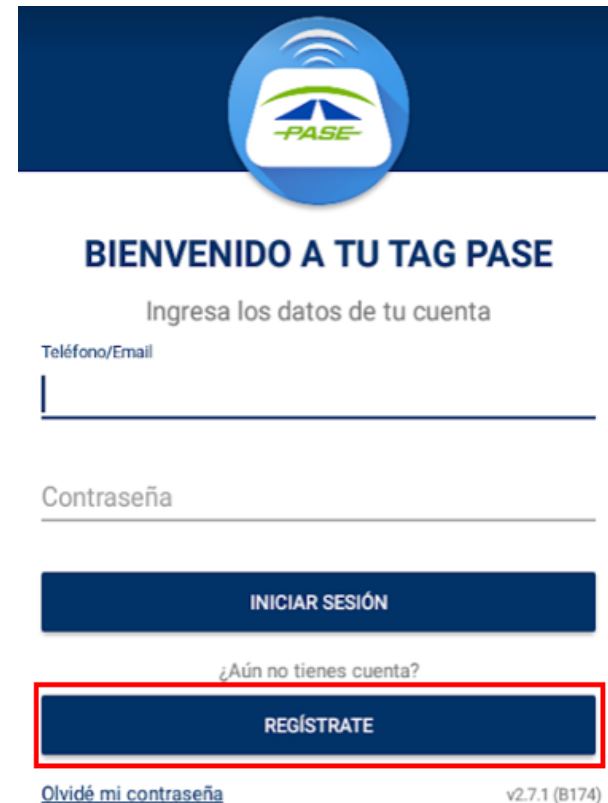 PASE
BIENVENIDO A TU TAG PASE
Ingresa los datos de tu cuenta
Teléfono/Email
Contraseña
INICIAR SESIÓN
¿Aún no tienes cuenta?
REGÍSTRATE
Olvidé mi contraseña v2.7.1 (B174)